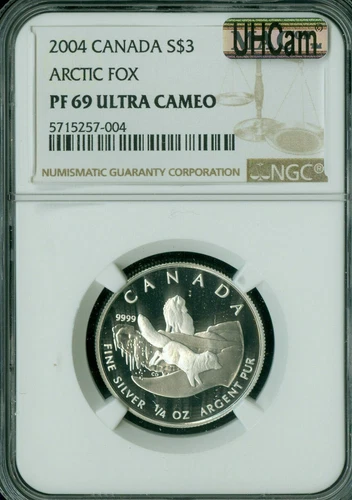 2004 CANADA S$3
UHCam
ARCTIC FOX
PF 69 ULTRA CAMEO
5715257-004
NUMISMATIC GUARANTY CORPORATION
NGC®
CANADA
9999
FINE SILVER 1/4 OZ ARGENT PUR